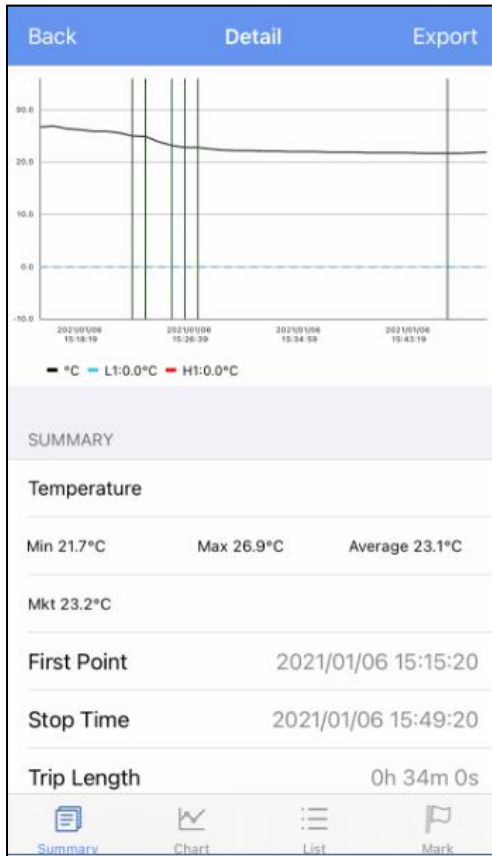 Back Detail Export
30.0
20.0
10.0
0.0
-10.0
2021/01/06 2021/01/06 2021/01/06 2021/01/06
15:18:19 15:26:39 15:34:59 15:43:19
°C L1:0.0°C H1:0.0°C
SUMMARY
Temperature
Min 21.7°C Max 26.9°C Average 23.1°C
Mkt 23.2°C
First Point 2021/01/06 15:15:20
Stop Time 2021/01/06 15:49:20
Trip Length 0h 34m 0s
Summary Chart List Mark